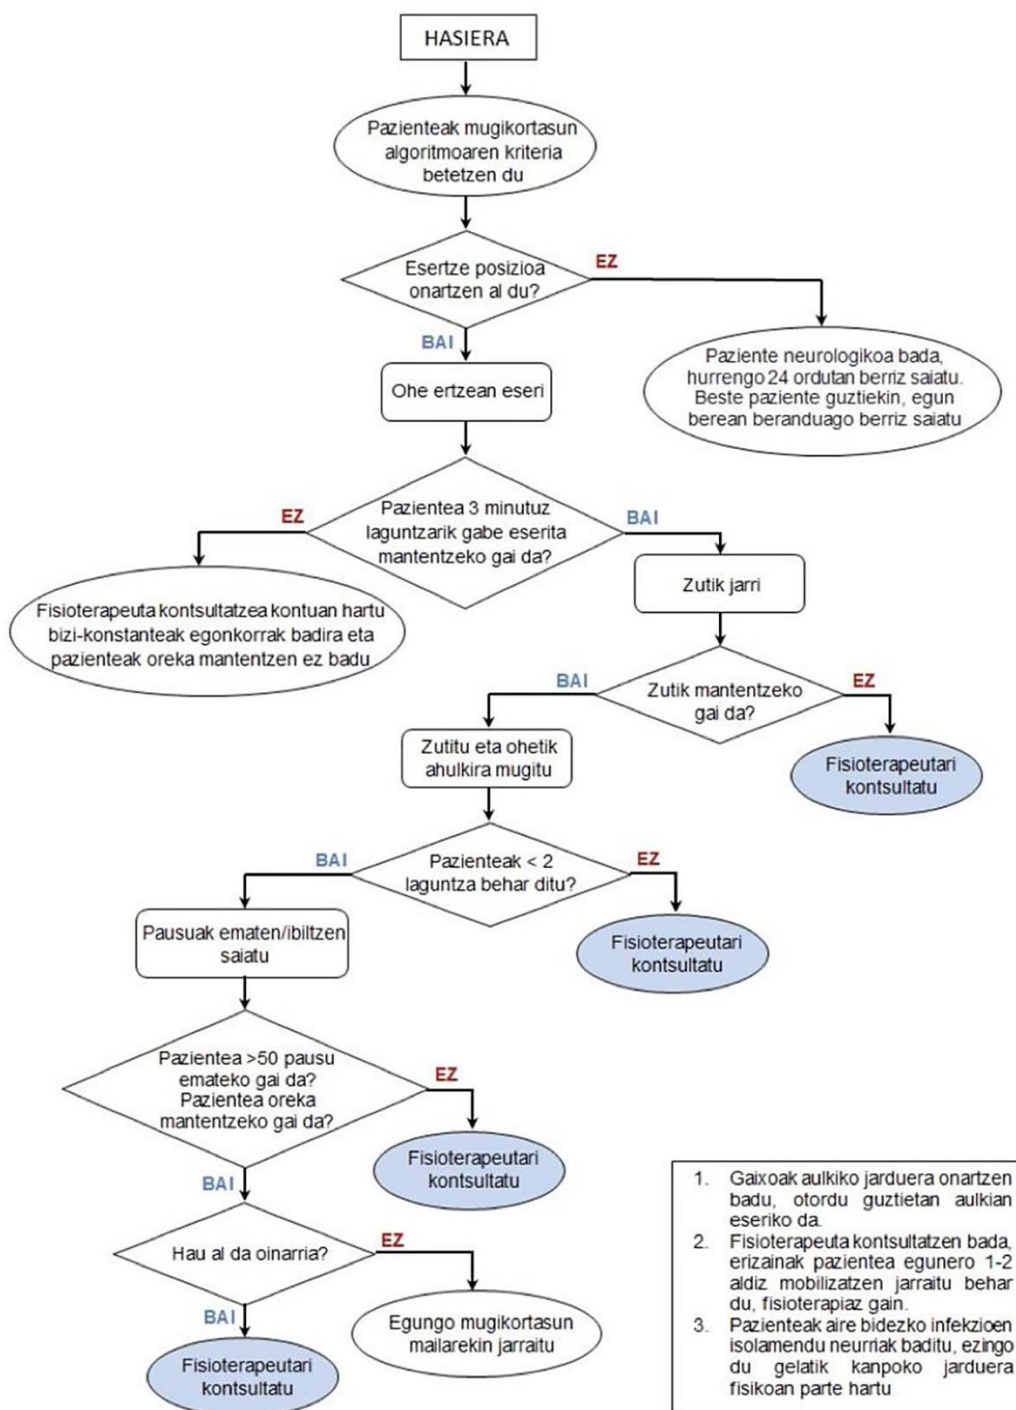 HASIERA
Pazienteak mugikortasun
algoritmoaren kriteria
betetzen du
Esertze posizioa
onartzen al du?
EZ
BAI
Paziente neurologikoa bada,
hurrengo 24 ordutan berriz saiatu.
Beste paziente guztiekin, egun
berean beranduago berriz saiatu
Ohe ertzean eseri
Pazientea 3 minutuz
laguntzarik gabe eserita
mantentzeko gai da?
EZ
BAI
Fisioterapeuta kontsultatzea kontuan hartu
bizi-konstanteak egonkorrak badira eta
pazienteak oreka mantentzen ez badu
Zutik jarri
Zutik mantentzeko
gai da?
BAI
EZ
Zutitu eta ohetik
ahulkira mugitu
Fisioterapeutari
kontsultatu
Pazienteak < 2
laguntza behar ditu?
BAI
EZ
Pausuak ematen/ibiltzen
saiatu
Fisioterapeutari
kontsultatu
Pazientea >50 pausu
emateko gai da?
Pazientea oreka
mantentzeko gai da?
EZ
BAI
Fisioterapeutari
kontsultatu
Hau al da oinarria?
EZ
BAI
Egungo mugikortasun
mailarekin jarraitu
Fisioterapeutari
kontsultatu
1. Gaixoak aulkiko jarduera onartzen
badu, otordu guztietan aulkian
eseriko da.
2. Fisioterapeuta kontsultatzen bada,
erizainak pazientea egunero 1-2
aldiz mobilizatzen jarraitu behar
du, fisioterapiaz gain.
3. Pazienteak aire bidezko infekzioen
isolamendu neurriak baditu, ezingo
du gelatik kanpoko jarduera
fisikoan parte hartu